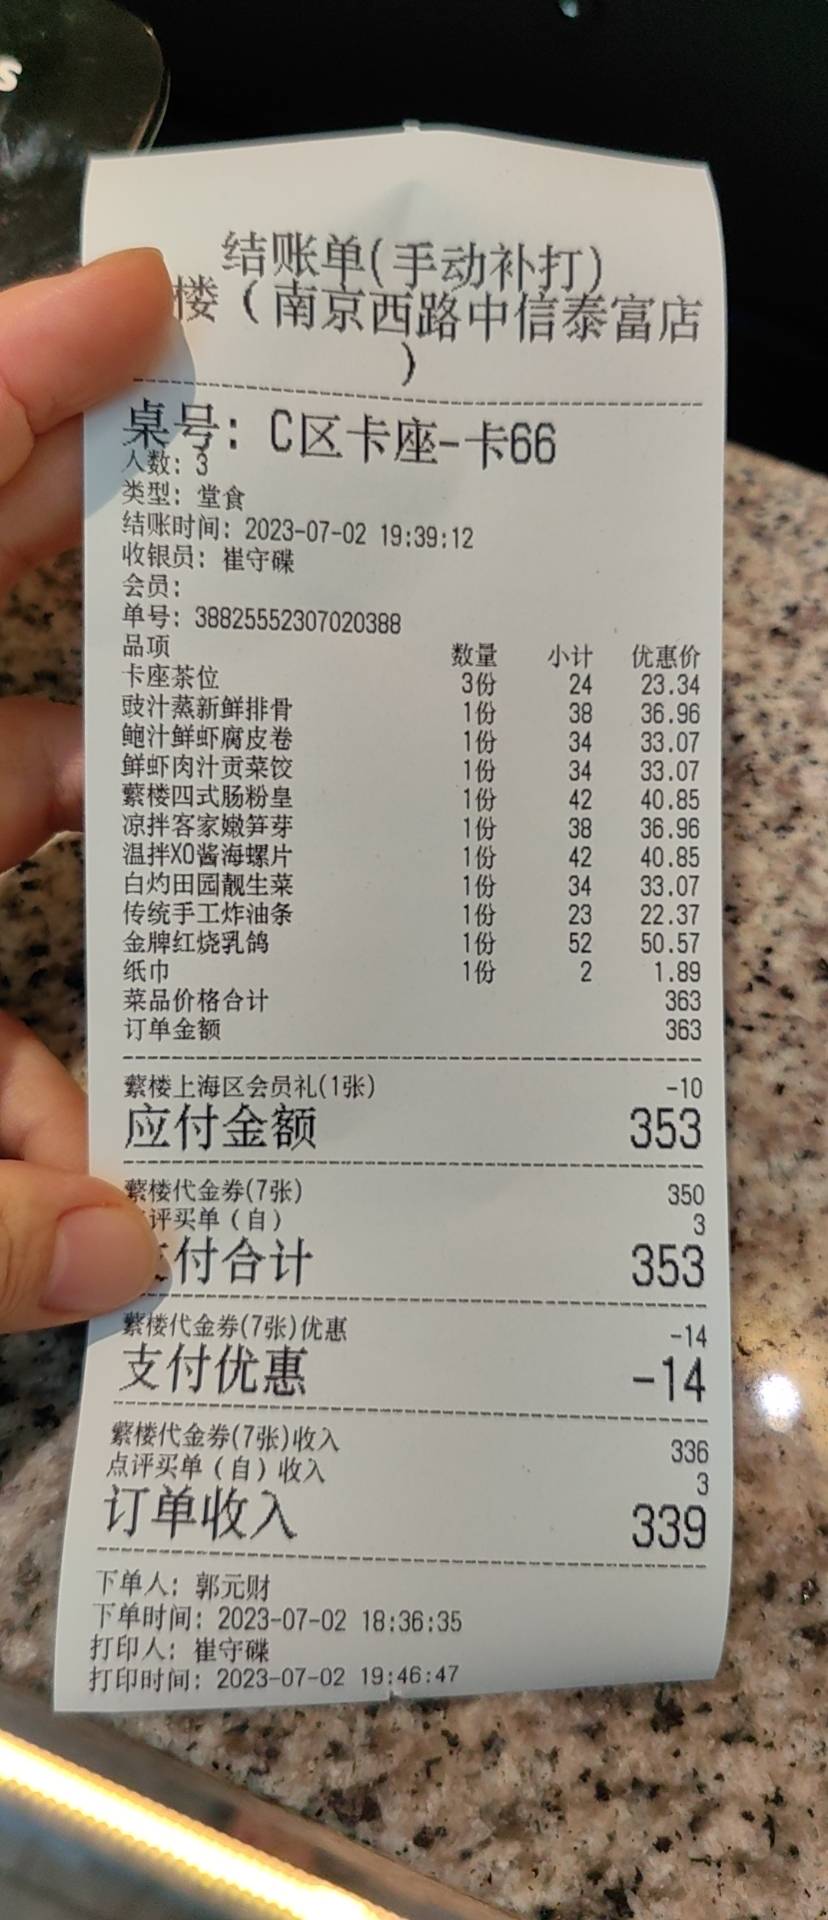 s
结账单(手动补打)
楼（南京西路中信泰富店
）
桌号: C区卡座-卡66
人数: 3
类型: 堂食
结账时间: 2023-07-02 19:39:12
收银员: 崔守碟
会员:
单号: 38825552307020388
品项 数量 小计 优惠价
卡座茶位 3份 24 23.34
豉汁蒸新鲜排骨 1份 38 36.96
鲍汁鲜虾腐皮卷 1份 34 33.07
鲜虾肉汁贡菜饺 1份 34 33.07
蘩楼四式肠粉皇 1份 42 40.85
凉拌客家嫩笋芽 1份 38 36.96
温拌XO酱海螺片 1份 42 40.85
白灼田园靓生菜 1份 34 33.07
传统手工炸油条 1份 23 22.37
金牌红烧乳鸽 1份 52 50.57
纸巾 1份 2 1.89
菜品价格合计 363
订单金额 363
蘩楼上海区会员礼(1张) -10
应付金额 353
蘩楼代金券(7张) 350
评买单（自） 3
付合计 353
蘩楼代金券(7张)优惠 -14
支付优惠 -14
蘩楼代金券(7张)收入 336
点评买单（自）收入 3
订单收入 339
下单人: 郭元财
下单时间: 2023-07-02 18:36:35
打印人: 崔守碟
打印时间: 2023-07-02 19:46:47